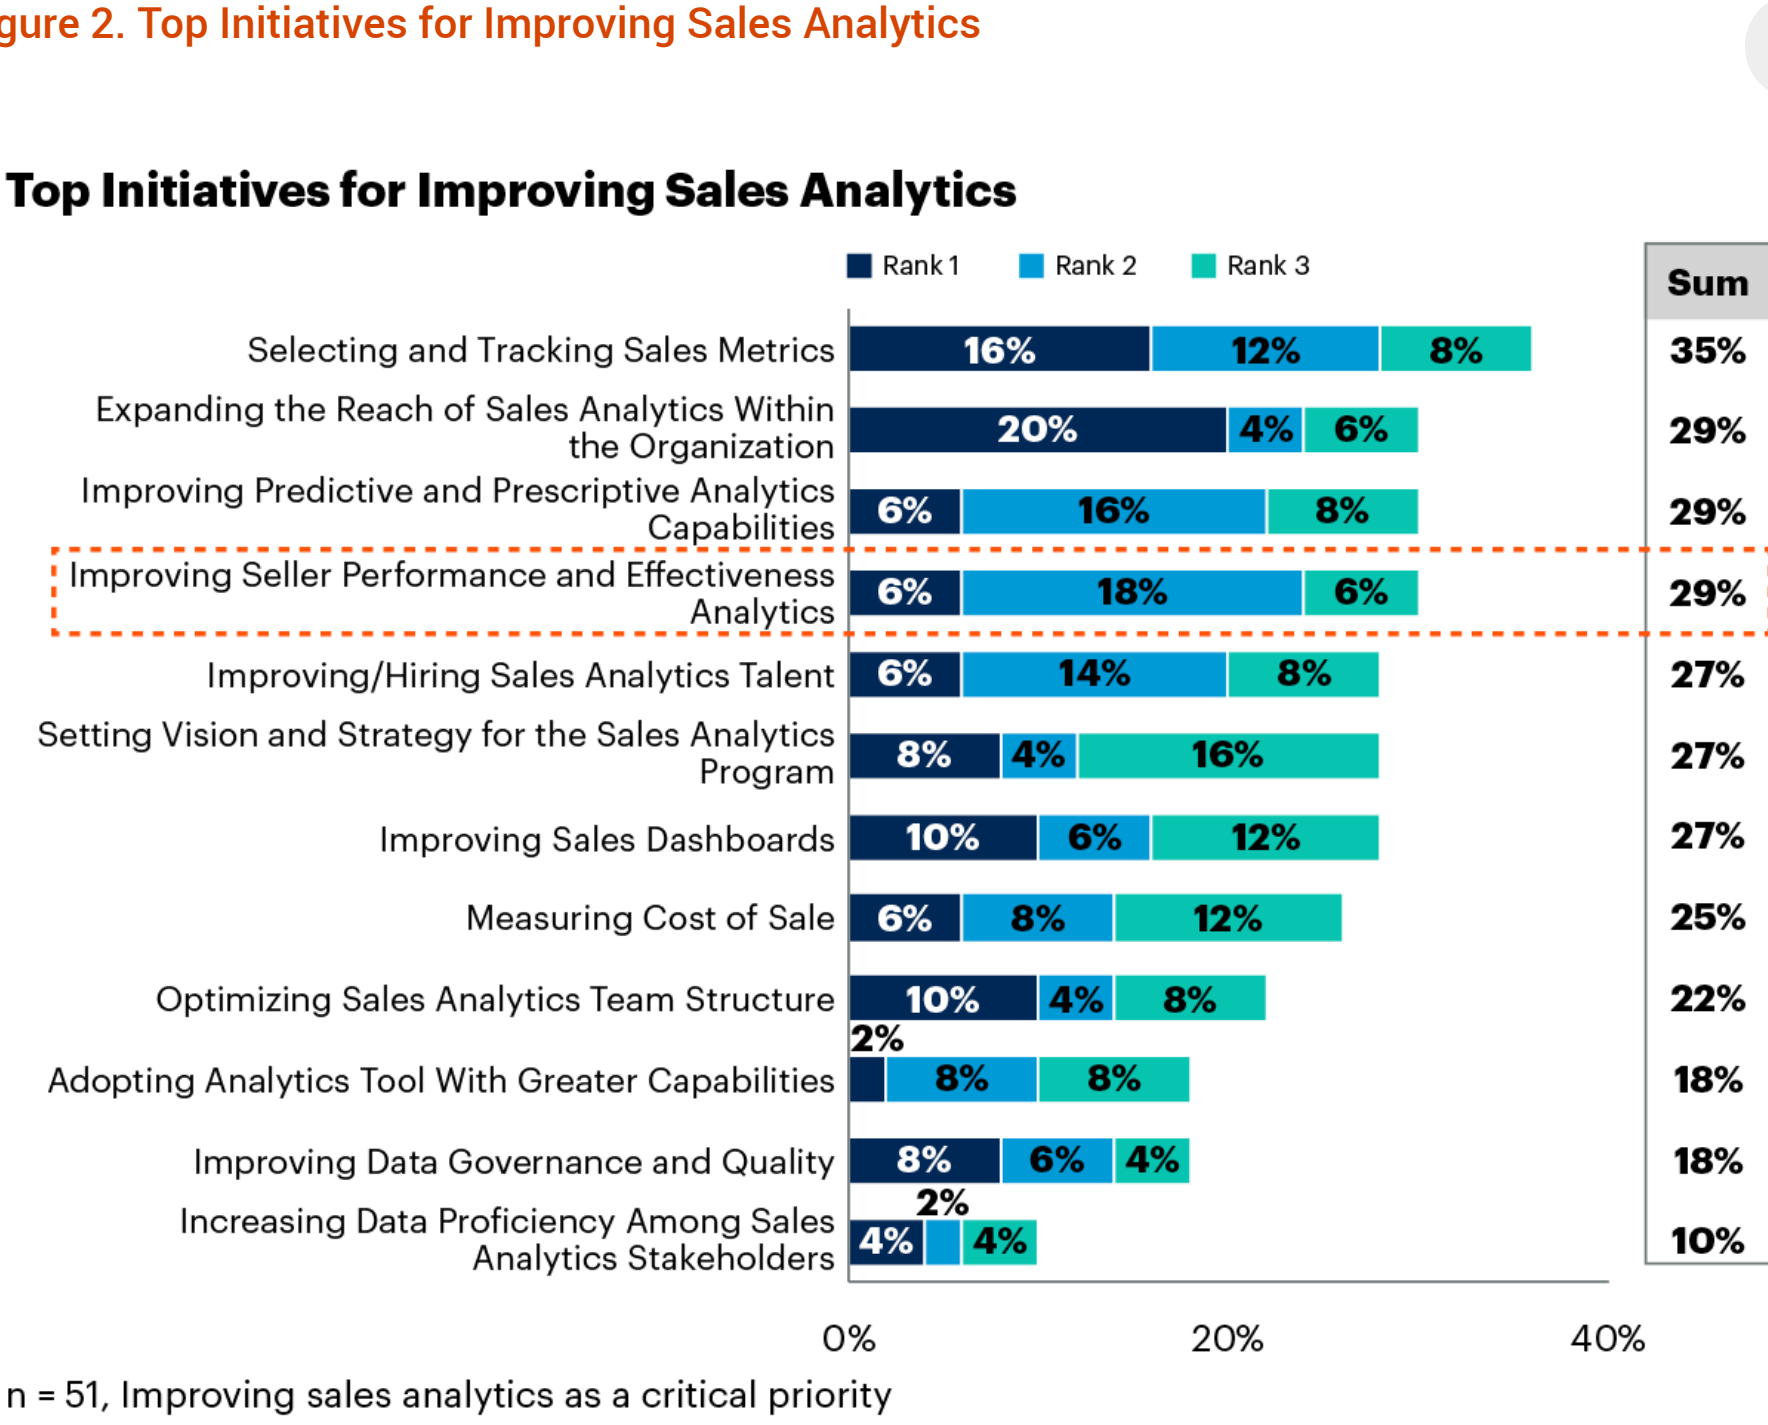 gure 2. Top Initiatives for Improving Sales Analytics
Top Initiatives for Improving Sales Analytics
Rank 1 Rank 2 Rank 3
Sum
Selecting and Tracking Sales Metrics 16% 12% 8% 35%
Expanding the Reach of Sales Analytics Within
the Organization 20% 4% 6% 29%
Improving Predictive and Prescriptive Analytics
Capabilities 6% 16% 8% 29%
Improving Seller Performance and Effectiveness
Analytics 6% 18% 6% 29%
Improving/Hiring Sales Analytics Talent 6% 14% 8% 27%
Setting Vision and Strategy for the Sales Analytics
Program 8% 4% 16% 27%
Improving Sales Dashboards 10% 6% 12% 27%
Measuring Cost of Sale 6% 8% 12% 25%
Optimizing Sales Analytics Team Structure 10% 4% 8% 22%
2%
Adopting Analytics Tool With Greater Capabilities 8% 8% 18%
Improving Data Governance and Quality 8% 6% 4% 18%
2%
Increasing Data Proficiency Among Sales
Analytics Stakeholders 4% 4% 10%
0% 20% 40%
n = 51, Improving sales analytics as a critical priority